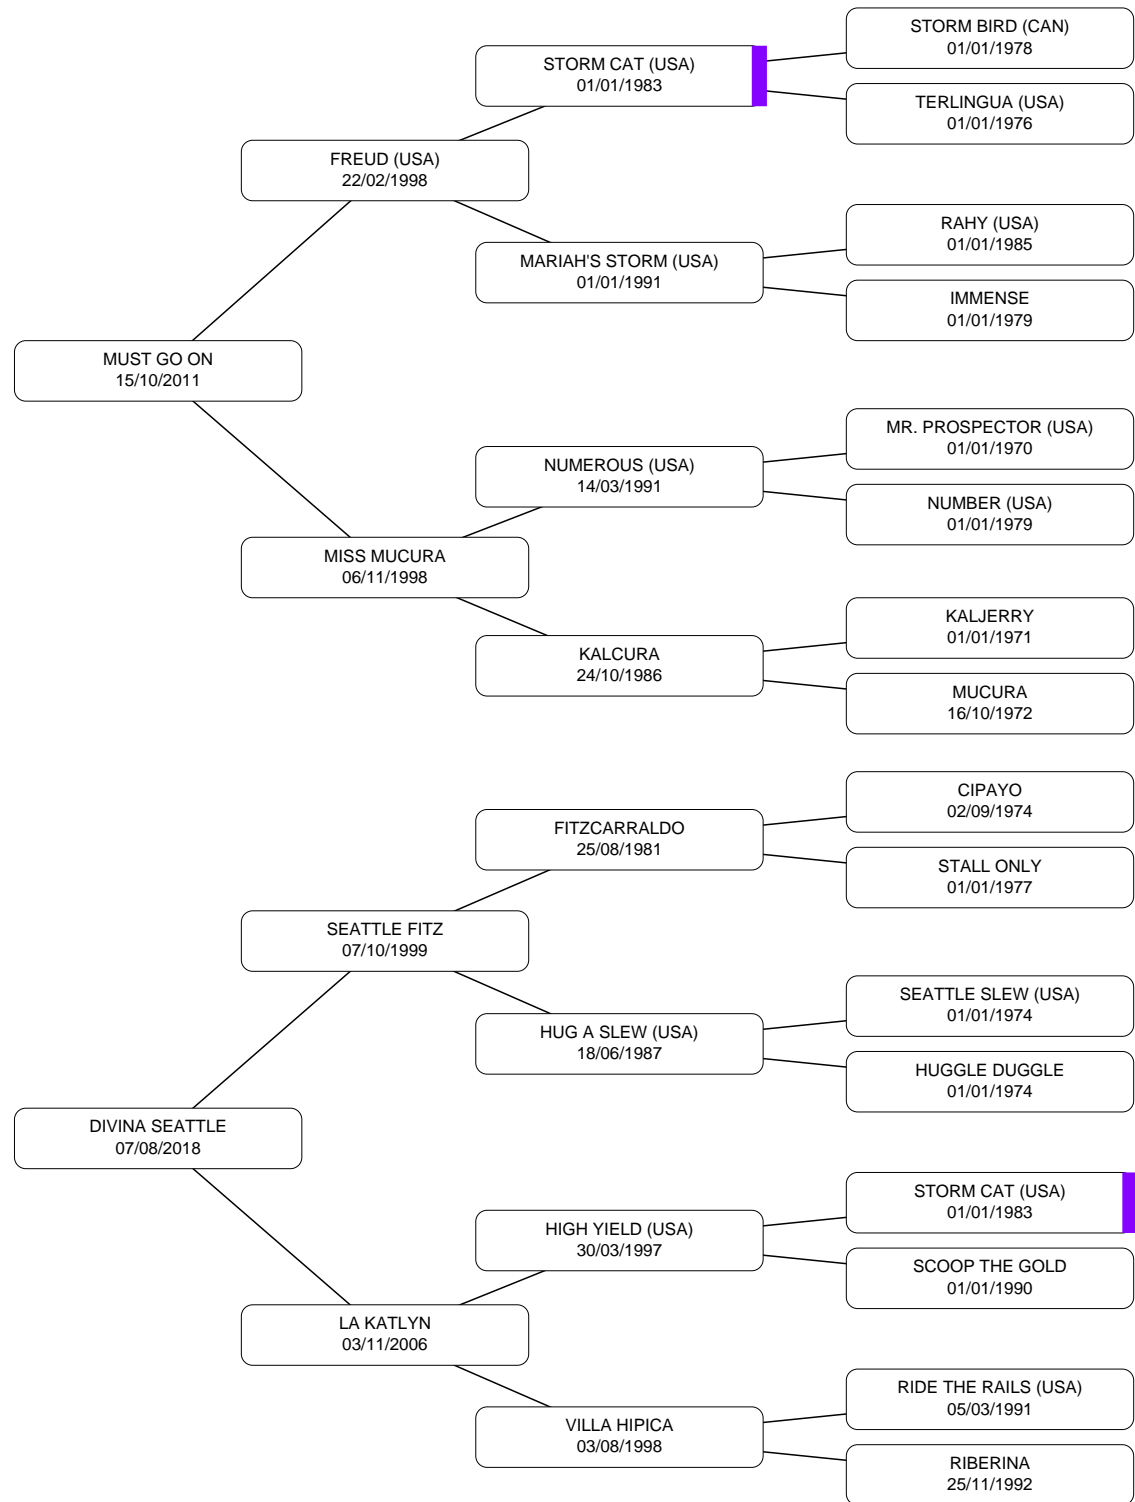 STORM BIRD (CAN)
01/01/1978
STORM CAT (USA)
01/01/1983
TERLINGUA (USA)
01/01/1976
FREUD (USA)
22/02/1998
RAHY (USA)
01/01/1985
MARIAH'S STORM (USA)
01/01/1991
IMMENSE
01/01/1979
MUST GO ON
15/10/2011
MR. PROSPECTOR (USA)
01/01/1970
NUMEROUS (USA)
14/03/1991
NUMBER (USA)
01/01/1979
MISS MUCURA
06/11/1998
KALJERRY
01/01/1971
KALCURA
24/10/1986
MUCURA
16/10/1972
CIPAYO
02/09/1974
FITZCARRALDO
25/08/1981
STALL ONLY
01/01/1977
SEATTLE FITZ
07/10/1999
SEATTLE SLEW (USA)
01/01/1974
HUG A SLEW (USA)
18/06/1987
HUGGLE DUGGLE
01/01/1974
DIVINA SEATTLE
07/08/2018
STORM CAT (USA)
01/01/1983
HIGH YIELD (USA)
30/03/1997
SCOOP THE GOLD
01/01/1990
LA KATLYN
03/11/2006
RIDE THE RAILS (USA)
05/03/1991
VILLA HIPICA
03/08/1998
RIBERINA
25/11/1992